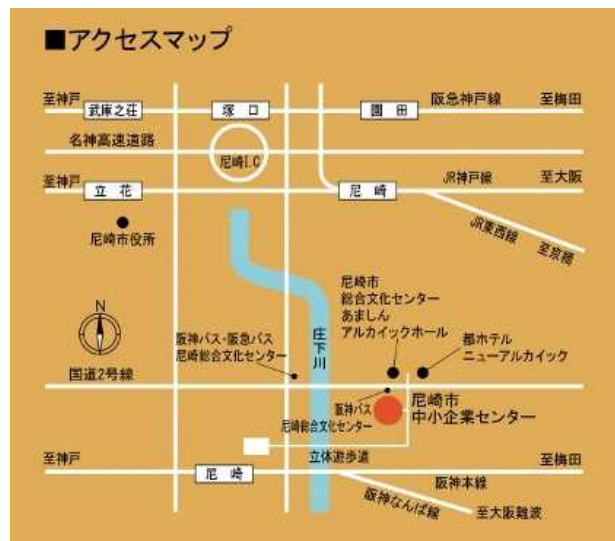 ■アクセスマップ
至神戸
武庫之荘
塚口
園田
阪急神戸線
至梅田
名神高速道路
尼崎I.C
至神戸
立花
尼崎
JR神戸線
至大阪
JR東西線
至京橋
尼崎市役所
N
尼崎市
総合文化センター
あましん
アルカイックホール
阪神バス・阪急バス
尼崎総合文化センター
庄下川
都ホテル
ニューアルカイック
国道2号線
阪神バス
尼崎総合文化センター
尼崎市
中小企業センター
立体遊歩道
至神戸
尼崎
阪神本線
至梅田
阪神なんば線
至大阪難波